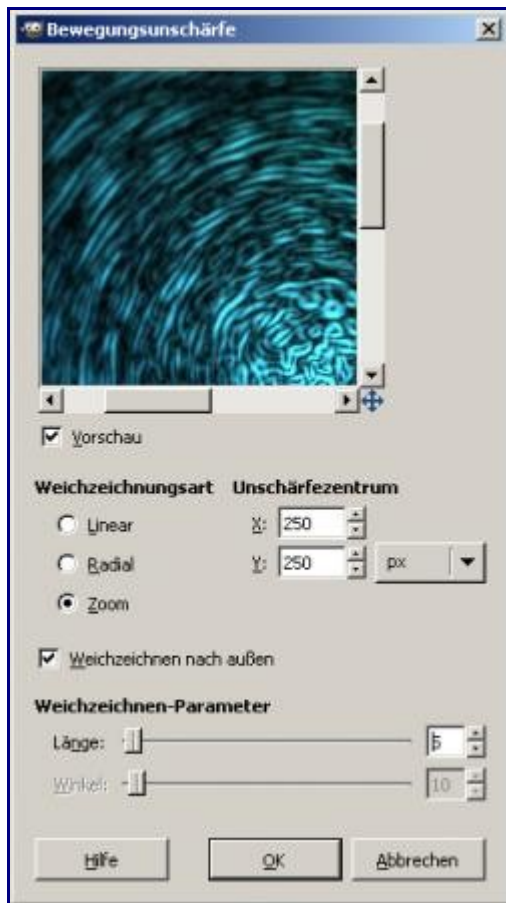 Bewegungsunschärfe
Vorschau
Weichzeichnungsart Unschärfezentrum
Linear X: 250
Radial Y: 250 px
Zoom
Weichzeichnen nach außen
Weichzeichnen-Parameter
Länge: 5
Winkel: 10
Hilfe OK Abbrechen